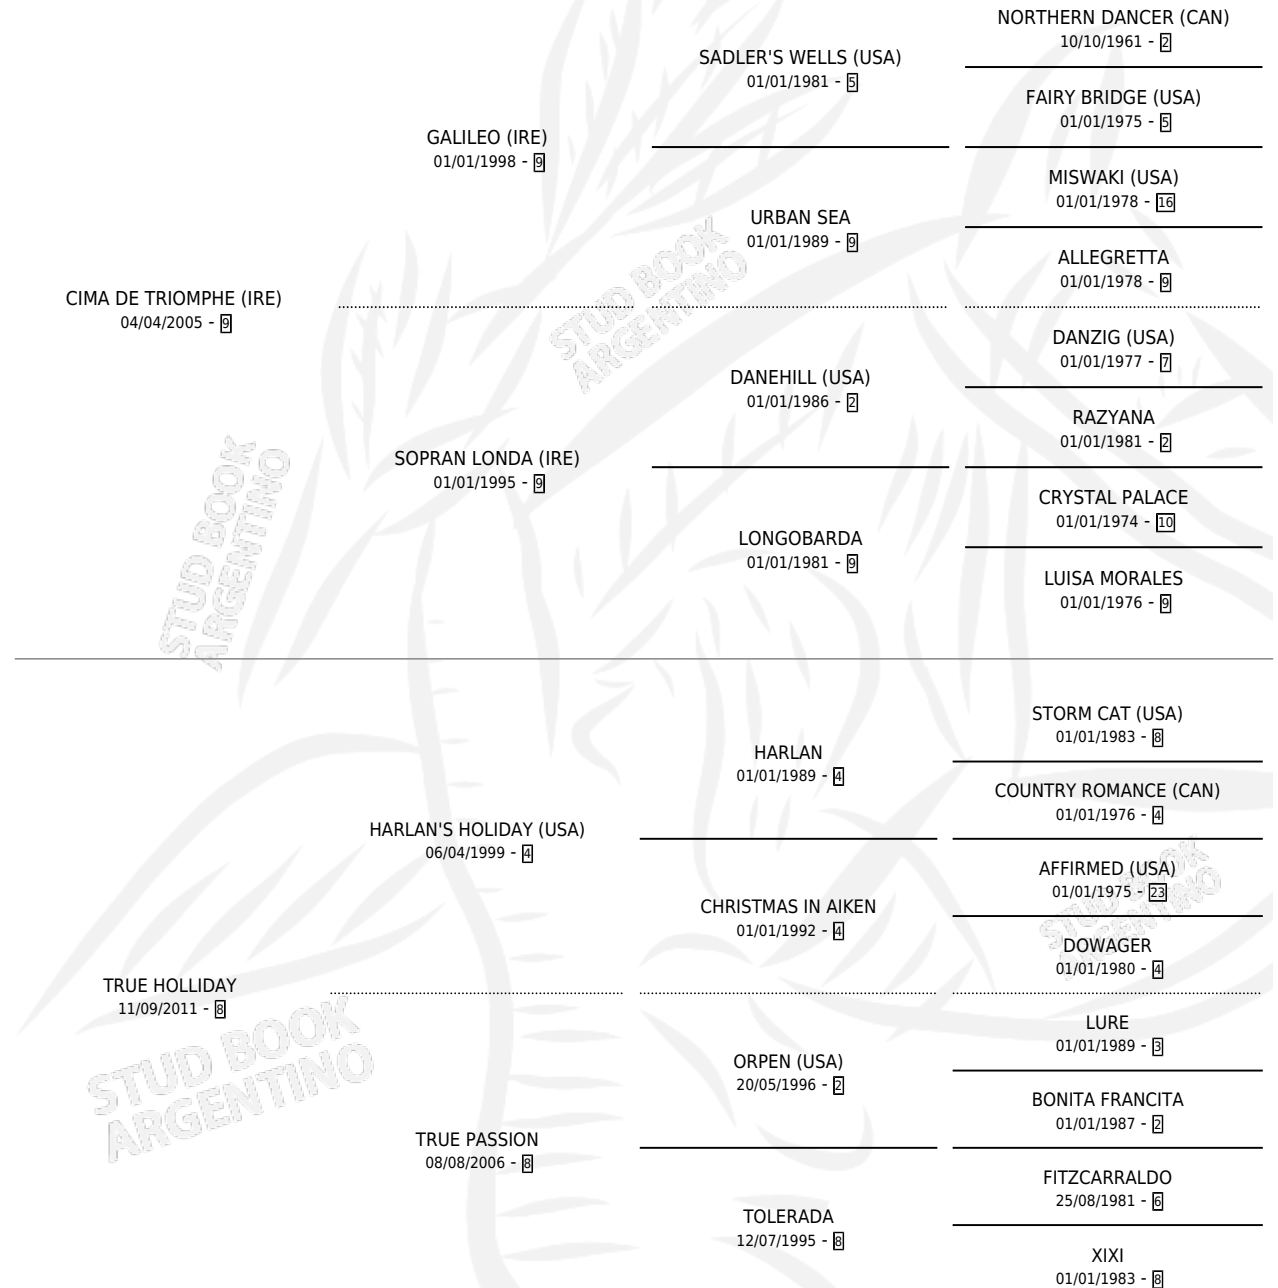 NORTHERN DANCER (CAN)
10/10/1961 - 2
SADLER'S WELLS (USA)
01/01/1981 - 5
FAIRY BRIDGE (USA)
01/01/1975 - 5
GALILEO (IRE)
01/01/1998 - 9
MISWAKI (USA)
01/01/1978 - 16
URBAN SEA
01/01/1989 - 9
ALLEGRETTA
01/01/1978 - 9
CIMA DE TRIOMPHE (IRE)
04/04/2005 - 9
STUD BOOK
ARGENTINO
DANZIG (USA)
01/01/1977 - 7
DANEHILL (USA)
01/01/1986 - 2
RAZYANA
01/01/1981 - 2
SOPRAN LONDA (IRE)
01/01/1995 - 9
CRYSTAL PALACE
01/01/1974 - 10
LONGOBARDA
01/01/1981 - 9
LUISA MORALES
01/01/1976 - 9
STUD BOOK
ARGENTINO
STORM CAT (USA)
01/01/1983 - 8
HARLAN
01/01/1989 - 4
COUNTRY ROMANCE (CAN)
01/01/1976 - 4
HARLAN'S HOLIDAY (USA)
06/04/1999 - 4
AFFIRMED (USA)
01/01/1975 - 23
CHRISTMAS IN AIKEN
01/01/1992 - 4
STUD BOOK
ARGENTINO
DOWAGER
01/01/1980 - 4
TRUE HOLLIDAY
11/09/2011 - 8
STUD BOOK
ARGENTINO
LURE
01/01/1989 - 3
ORPEN (USA)
20/05/1996 - 2
BONITA FRANCITA
01/01/1987 - 2
TRUE PASSION
08/08/2006 - 8
FITZCARRALDO
25/08/1981 - 6
TOLERADA
12/07/1995 - 8
XIXI
01/01/1983 - 8